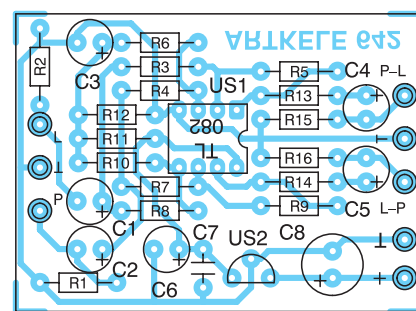 ARTKELE 642
R2
C3
R6
R3
R4
US1
R5
R13
R15
C4
P-L
R12
R11
R10
TL
082
R16
R14
R9
C5
L-P
L
⊥
P
R7
R8
C1
C2
R1
C6
C7
US2
C8
⊥
⊥
+
+
+
+
+
+
+
+